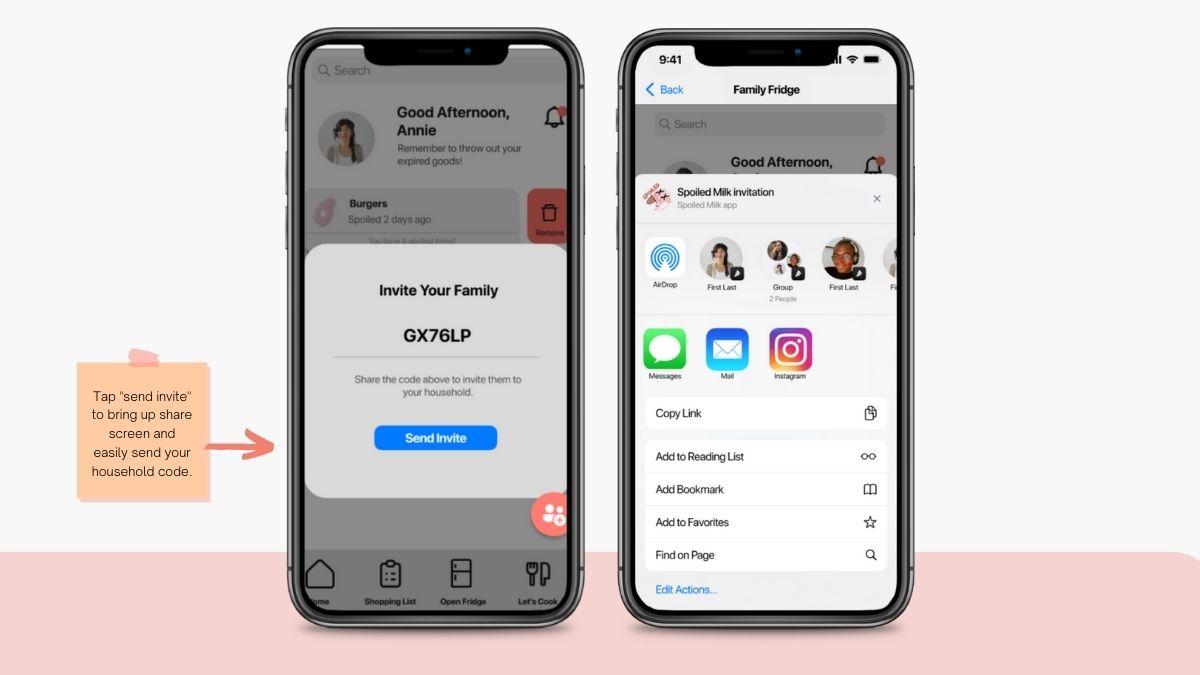 Tap "send invite"
to bring up share
screen and
easily send your
household code.
Search
Good Afternoon,
Annie
Remember to throw out your
expired goods!
Burgers
Spoiled 2 days ago
Remove
You have 4 spoiled items!
Invite Your Family
GX76LP
Share the code above to invite them to
your household.
Send Invite
ome
Shopping List
Open Fridge
Let's Cook
9:41
Back
Family Fridge
Search
Good Afternoon,
SPOILED
Spoiled Milk invitation
Spoiled Milk app
AirDrop
First Last
Group
2 People
First Last
Fi
Messages
Mail
Instagram
Copy Link
Add to Reading List
Add Bookmark
Add to Favorites
Find on Page
Edit Actions...